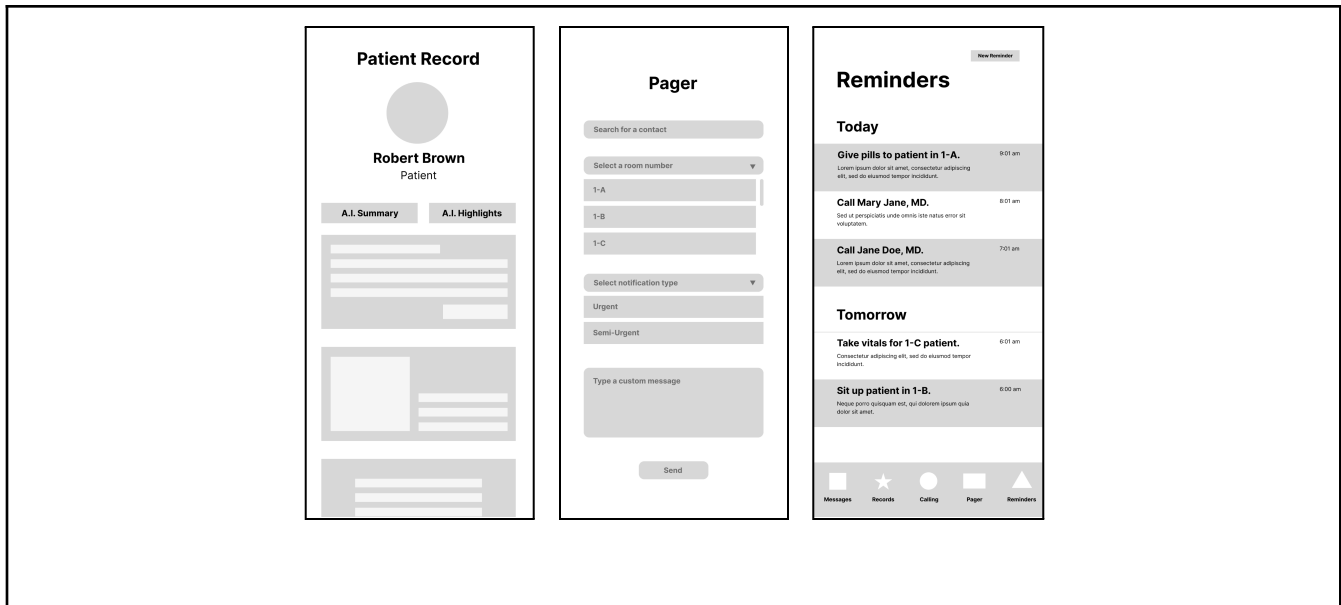 Patient Record
Robert Brown
Patient
A.I. Summary
A.I. Highlights
Pager
Search for a contact
Select a room number
1-A
1-B
1-C
Select notification type
Urgent
Semi-Urgent
Type a custom message
Send
New Reminder
Reminders
Today
Give pills to patient in 1-A.
9:01 am
Lorem ipsum dolor sit amet, consectetur adipiscing
elit, sed do eiusmod tempor incididunt.
Call Mary Jane, MD.
8:01 am
Sed ut perspiciatis unde omnis iste natus error sit
voluptatem.
Call Jane Doe, MD.
7:01 am
Lorem ipsum dolor sit amet, consectetur adipiscing
elit, sed do eiusmod tempor incididunt.
Tomorrow
Take vitals for 1-C patient.
6:01 am
Consectetur adipiscing elit, sed do eiusmod tempor
incididunt.
Sit up patient in 1-B.
6:00 am
Neque porro quisquam est, qui dolorem ipsum quia
dolor sit amet.
Messages
Records
Calling
Pager
Reminders